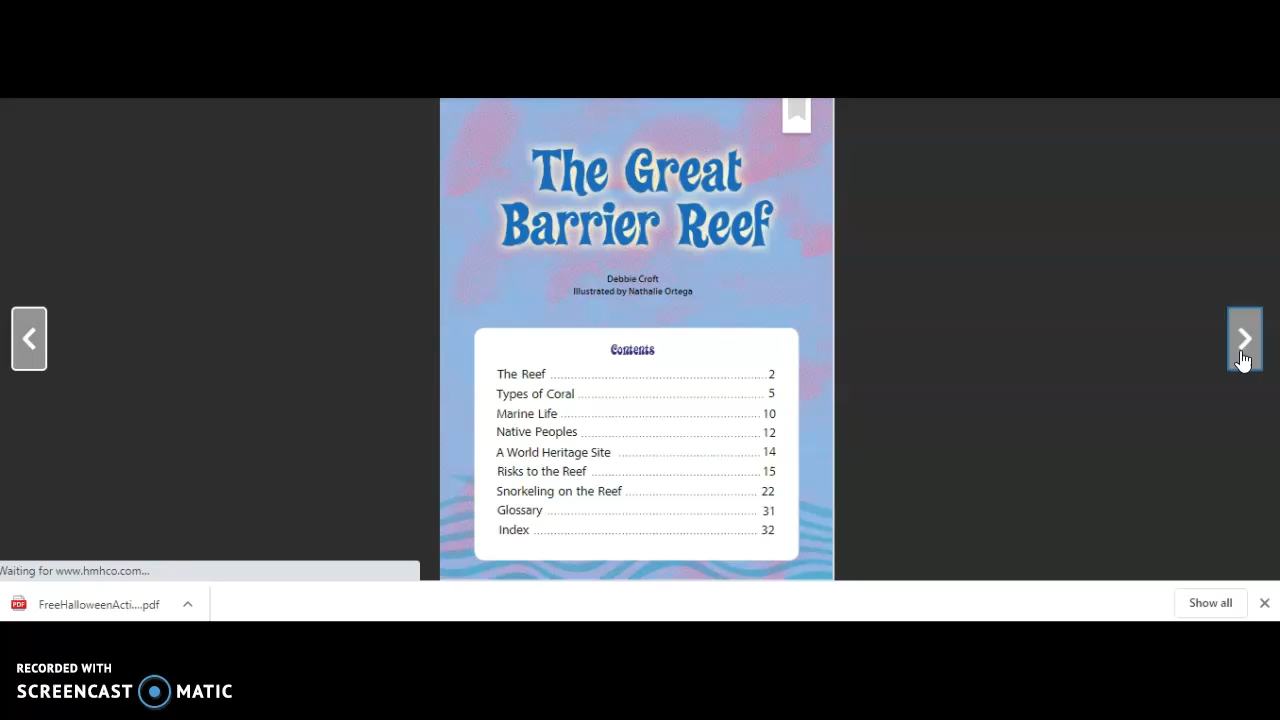 The Great
Barrier Reef
Debbie Croft
Illustrated by Nathalie Ortega
Contents
The Reef ........ 2
Types of Coral ........ 5
Marine Life ........ 10
Native Peoples ........ 12
A World Heritage Site ........ 14
Risks to the Reef ........ 15
Snorkeling on the Reef ........ 22
Glossary ........ 31
Index ........ 32
Waiting for www.hmhco.com...
PDF FreeHalloweenActi....pdf Show all
RECORDED WITH
SCREENCAST MATIC